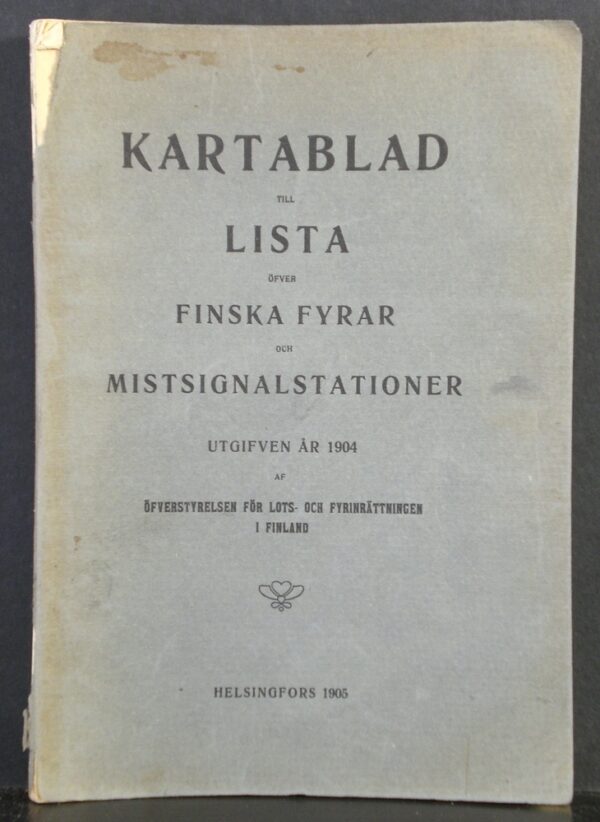 KARTABLAD
TILL
LISTA
ÖFVER
FINSKA FYRAR
OCH
MISTSIGNALSTATIONER
UTGIFVEN ÅR 1904
AF
ÖFVERSTYRELSEN FÖR LOTS- OCH FYRINRÄTTNINGEN
I FINLAND
HELSINGFORS 1905